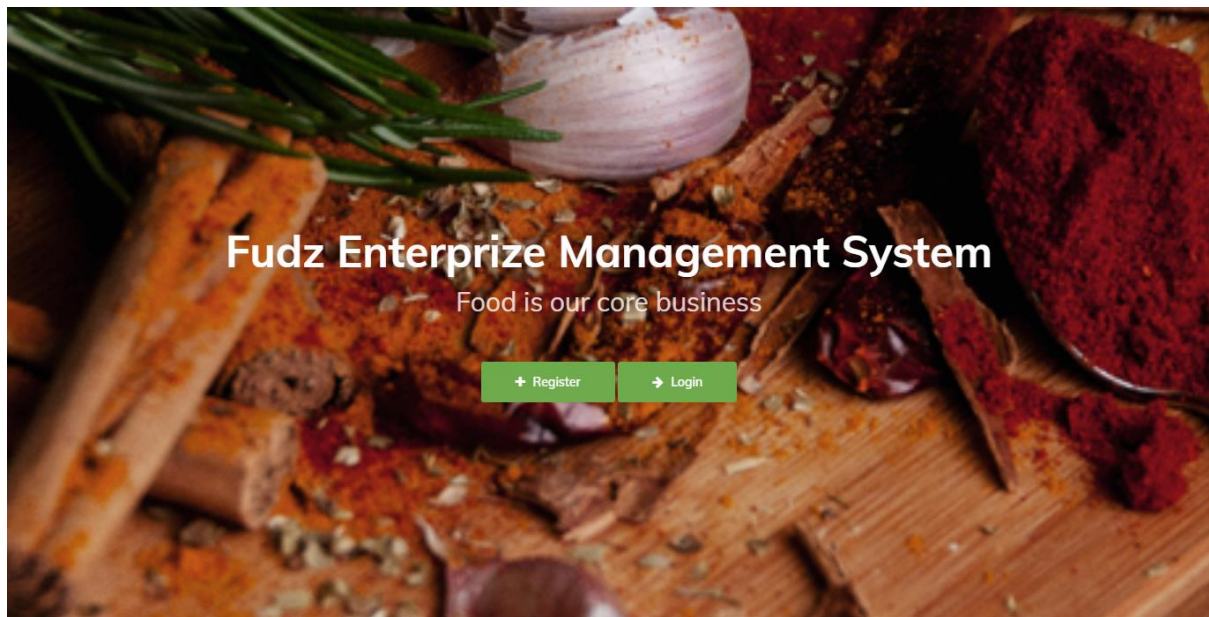 Fudz Enterprize Management System
Food is our core business
Register
Login